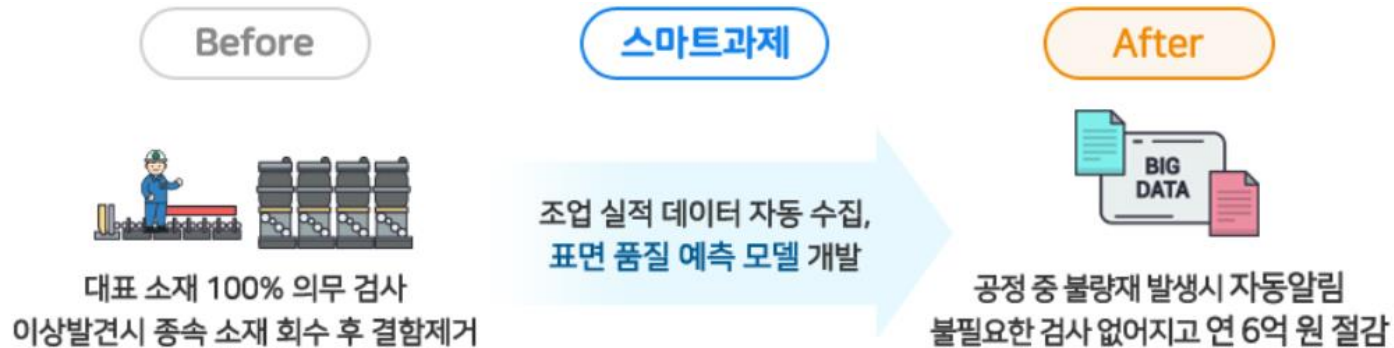 Before
대표 소재 100% 의무 검사
이상발견시 종속 소재 회수 후 결함제거
스마트과제
조업 실적 데이터 자동 수집,
표면 품질 예측 모델 개발
After
BIG
DATA
공정 중 불량재 발생시 자동알림
불필요한 검사 없어지고 연 6억 원 절감